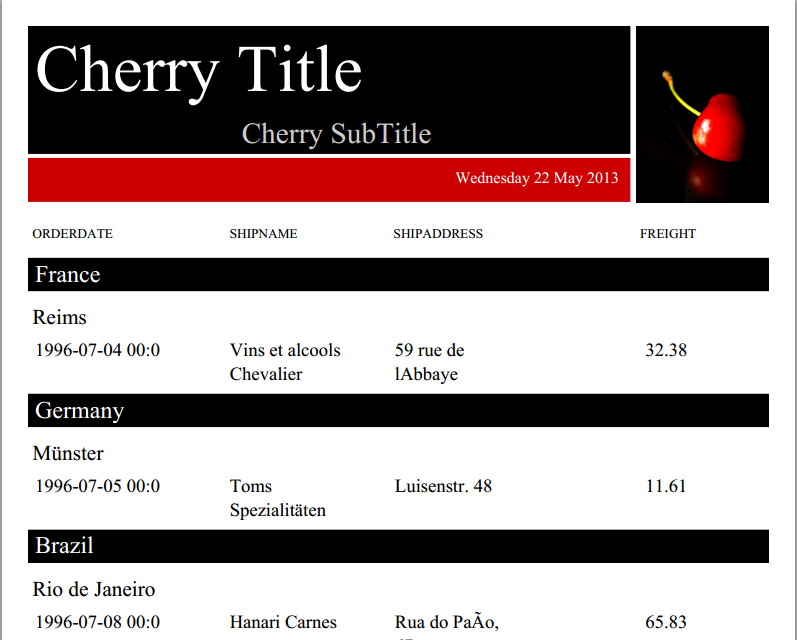 Cherry Title
Cherry SubTitle
Wednesday 22 May 2013
ORDERDATE SHIPNAME SHIPADDRESS FREIGHT
France
Reims
1996-07-04 00:0 Vins et alcools 59 rue de 32.38
Chevalier lAbbaye
Germany
Münster
1996-07-05 00:0 Toms Luisenstr. 48 11.61
Spezialitäten
Brazil
Rio de Janeiro
1996-07-08 00:0 Hanari Carnes Rua do PaÃo, 65.83